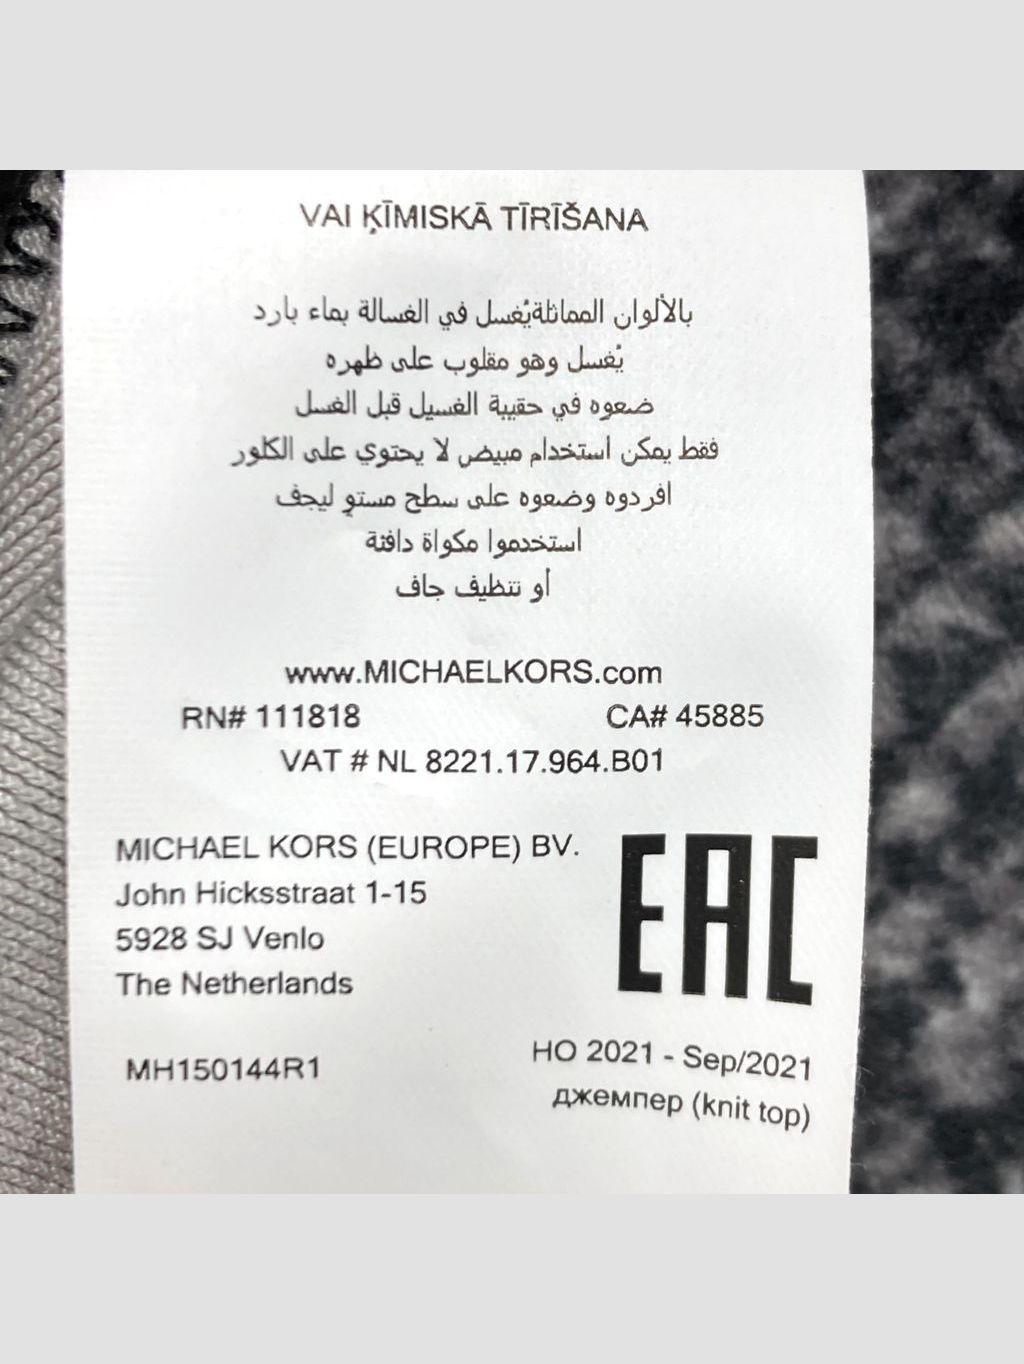 VAI ĶĪMISKĀ TĪRĪŠANA
بالألوان المماثلةيُغسل في الغسالة بماء بارد
يُغسل وهو مقلوب على ظهره
ضعوه في حقيبة الغسيل قبل الغسل
فقط يمكن استخدام مبيض لا يحتوي على الكلور
افردوه وضعوه على سطح مستوٍ ليجف
استخدموا مكواة دافئة
أو تنظيف جاف
www.MICHAELKORS.com
RN# 111818 CA# 45885
VAT # NL 8221.17.964.B01
MICHAEL KORS (EUROPE) BV.
John Hicksstraat 1-15
5928 SJ Venlo
The Netherlands
EAC
MH150144R1
HO 2021 - Sep/2021
джемпер (knit top)